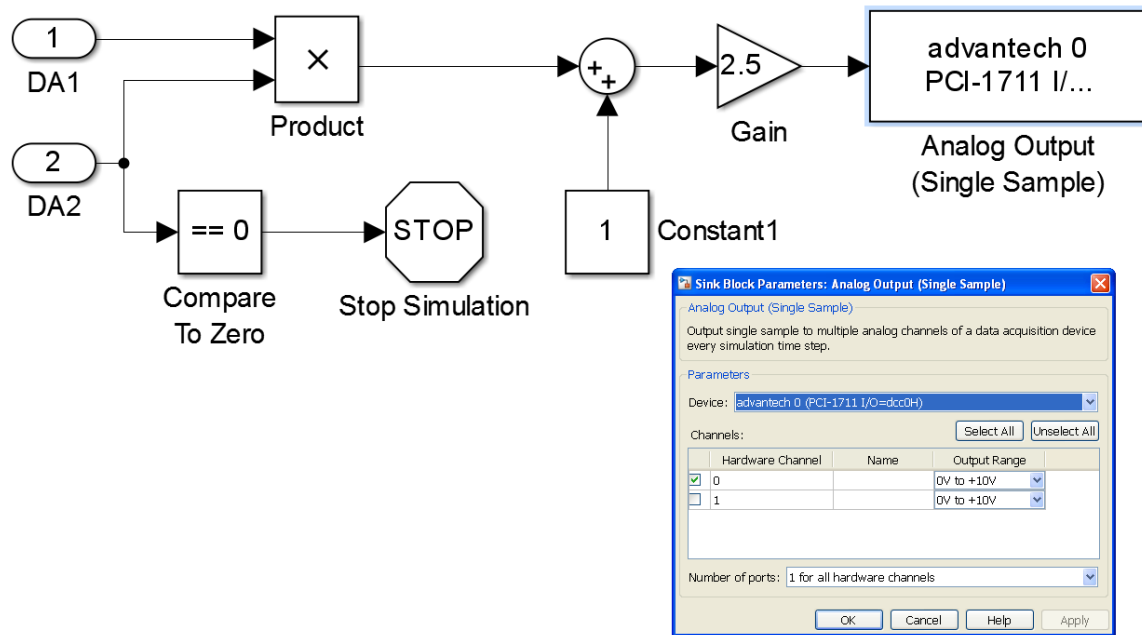 1
DA1
×
Product
+
+
2.5
Gain
advantech 0
PCI-1711 I/...
Analog Output
(Single Sample)
2
DA2
== 0
Compare
To Zero
STOP
Stop Simulation
1
Constant1
Sink Block Parameters: Analog Output (Single Sample)
Analog Output (Single Sample)
Output single sample to multiple analog channels of a data acquisition device
every simulation time step.
Parameters
Device: advantech 0 (PCI-1711 I/O=dcc0H)
Channels: Select All Unselect All
Hardware Channel Name Output Range
0 0V to +10V
1 0V to +10V
Number of ports: 1 for all hardware channels
OK Cancel Help Apply